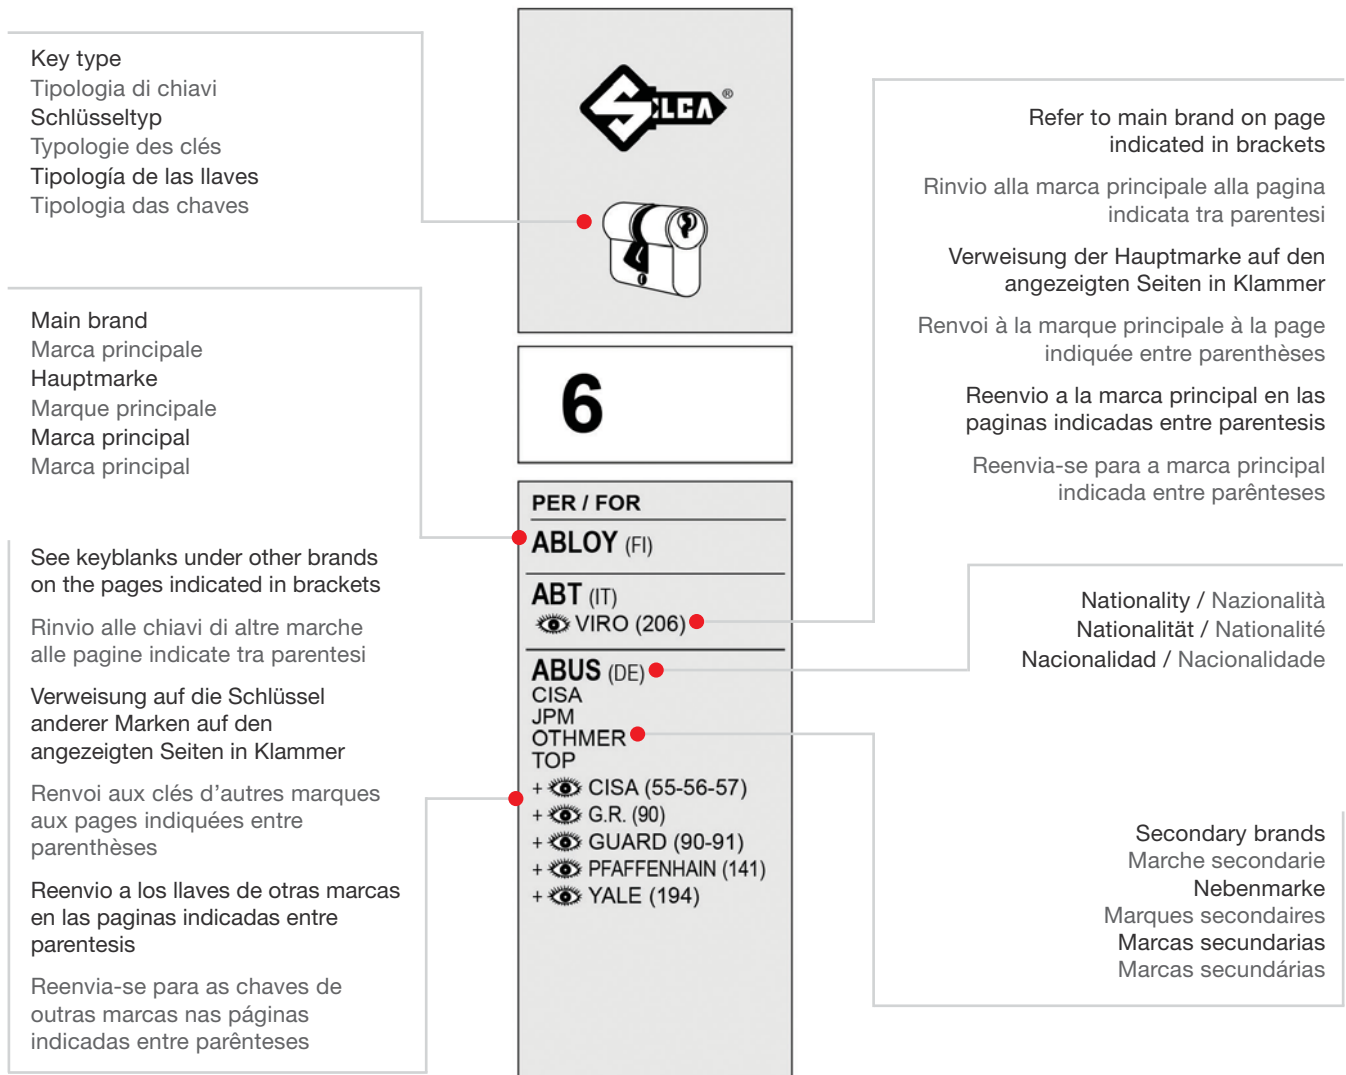 Key type
Tipologia di chiavi
Schlüsseltyp
Typologie des clés
Tipología de las llaves
Tipologia das chaves
Main brand
Marca principale
Hauptmarke
Marque principale
Marca principal
Marca principal
See keyblanks under other brands
on the pages indicated in brackets
Rinvio alle chiavi di altre marche
alle pagine indicate tra parentesi
Verweisung auf die Schlüssel
anderer Marken auf den
angezeigten Seiten in Klammer
Renvoi aux clés d'autres marques
aux pages indiquées entre
parenthèses
Reenvio a los llaves de otras marcas
en las paginas indicadas entre
parentesis
Reenvia-se para as chaves de
outras marcas nas páginas
indicadas entre parênteses
SILCA®
6
PER / FOR
ABLOY (FI)
ABT (IT)
VIRO (206)
ABUS (DE)
CISA
JPM
OTHMER
TOP
+ CISA (55-56-57)
+ G.R. (90)
+ GUARD (90-91)
+ PFAFFENHAIN (141)
+ YALE (194)
Refer to main brand on page
indicated in brackets
Rinvio alla marca principale alla pagina
indicata tra parentesi
Verweisung der Hauptmarke auf den
angezeigten Seiten in Klammer
Renvoi à la marque principale à la page
indiquée entre parenthèses
Reenvio a la marca principal en las
paginas indicadas entre parentesis
Reenvia-se para a marca principal
indicada entre parênteses
Nationality / Nazionalità
Nationalität / Nationalité
Nacionalidad / Nacionalidade
Secondary brands
Marche secondarie
Nebenmarke
Marques secondaires
Marcas secundarias
Marcas secundárias